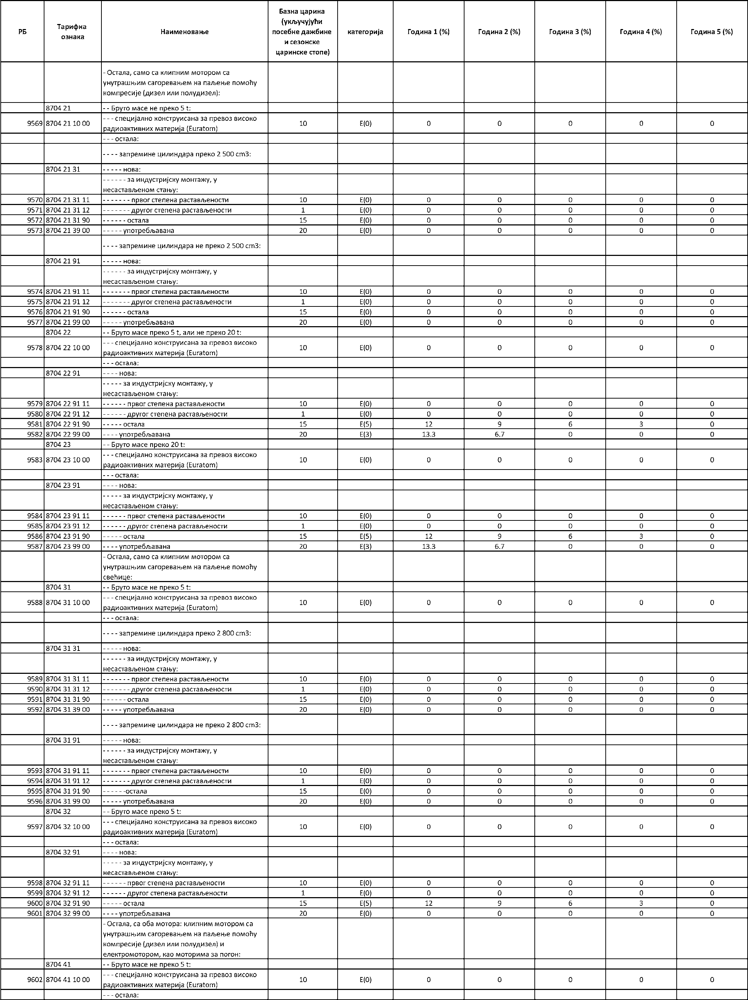 РБ Тарифна ознака Наименовање Базна царина (укључујући посебне дажбине и сезонске царинске стопе) категорија Година 1 (%) Година 2 (%) Година 3 (%) Година 4 (%) Година 5 (%)
- Остала, само са клипним мотором са
унутрашњим сагоревањем на паљење помоћу
компресије (дизел или полудизел):
8704 21 - - Бруто масе не преко 5 t:
9569 8704 21 10 00 - - - специјално конструисана за превоз високо
радиоактивних материја (Euratom) 10 E(0) 0 0 0 0 0
- - - остала:
- - - - запремине цилиндара преко 2 500 cm3:
8704 21 31 - - - - - нова:
- - - - - - за индустријску монтажу, у
несастављеном стању:
9570 8704 21 31 11 - - - - - - - првог степена растављености 10 E(0) 0 0 0 0 0
9571 8704 21 31 12 - - - - - - - другог степена растављености 1 E(0) 0 0 0 0 0
9572 8704 21 31 90 - - - - - - остала 15 E(0) 0 0 0 0 0
9573 8704 21 39 00 - - - - - употребљавана 20 E(0) 0 0 0 0 0
- - - - запремине цилиндара не преко 2 500 cm3:
8704 21 91 - - - - - нова:
- - - - - - за индустријску монтажу, у
несастављеном стању:
9574 8704 21 91 11 - - - - - - - првог степена растављености 10 E(0) 0 0 0 0 0
9575 8704 21 91 12 - - - - - - - другог степена растављености 1 E(0) 0 0 0 0 0
9576 8704 21 91 90 - - - - - - остала 15 E(0) 0 0 0 0 0
9577 8704 21 99 00 - - - - - употребљавана 20 E(0) 0 0 0 0 0
8704 22 - - Бруто масе преко 5 t, али не преко 20 t:
9578 8704 22 10 00 - - - специјално конструисана за превоз високо
радиоактивних материја (Euratom) 10 E(0) 0 0 0 0 0
- - - остала:
8704 22 91 - - - - нова:
- - - - - за индустријску монтажу, у
несастављеном стању:
9579 8704 22 91 11 - - - - - - првог степена растављености 10 E(0) 0 0 0 0 0
9580 8704 22 91 12 - - - - - - другог степена растављености 1 E(0) 0 0 0 0 0
9581 8704 22 91 90 - - - - - остала 15 E(5) 12 9 6 3 0
9582 8704 22 99 00 - - - - употребљавана 20 E(3) 13.3 6.7 0 0 0
8704 23 - - Бруто масе преко 20 t:
9583 8704 23 10 00 - - - специјално конструисана за превоз високо
радиоактивних материја (Euratom) 10 E(0) 0 0 0 0 0
- - - остала:
8704 23 91 - - - - нова:
- - - - - за индустријску монтажу, у
несастављеном стању:
9584 8704 23 91 11 - - - - - - првог степена растављености 10 E(0) 0 0 0 0 0
9585 8704 23 91 12 - - - - - - другог степена растављености 1 E(0) 0 0 0 0 0
9586 8704 23 91 90 - - - - - остала 15 E(5) 12 9 6 3 0
9587 8704 23 99 00 - - - - употребљавана 20 E(3) 13.3 6.7 0 0 0
- Остала, само са клипним мотором са
унутрашњим сагоревањем на паљење помоћу
свећице:
8704 31 - - Бруто масе не преко 5 t:
9588 8704 31 10 00 - - - специјално конструисана за превоз високо
радиоактивних материја (Euratom) 10 E(0) 0 0 0 0 0
- - - остала:
- - - - запремине цилиндара преко 2 800 cm3:
8704 31 31 - - - - - нова:
- - - - - - за индустријску монтажу, у
несастављеном стању:
9589 8704 31 31 11 - - - - - - - првог степена растављености 10 E(0) 0 0 0 0 0
9590 8704 31 31 12 - - - - - - - другог степена растављености 1 E(0) 0 0 0 0 0
9591 8704 31 31 90 - - - - - - остала 15 E(0) 0 0 0 0 0
9592 8704 31 39 00 - - - - - употребљавана 20 E(0) 0 0 0 0 0
- - - - запремине цилиндара не преко 2 800 cm3:
8704 31 91 - - - - - нова:
- - - - - - за индустријску монтажу, у
несастављеном стању:
9593 8704 31 91 11 - - - - - - - првог степена растављености 10 E(0) 0 0 0 0 0
9594 8704 31 91 12 - - - - - - - другог степена растављености 1 E(0) 0 0 0 0 0
9595 8704 31 91 90 - - - - - -остала 15 E(0) 0 0 0 0 0
9596 8704 31 99 00 - - - - - употребљавана 20 E(0) 0 0 0 0 0
8704 32 - - Бруто масе преко 5 t:
9597 8704 32 10 00 - - - специјално конструисана за превоз високо
радиоактивних материја (Euratom) 10 E(0) 0 0 0 0 0
- - - остала:
8704 32 91 - - - - нова:
- - - - - за индустријску монтажу, у
несастављеном стању:
9598 8704 32 91 11 - - - - - - првог степена растављености 10 E(0) 0 0 0 0 0
9599 8704 32 91 12 - - - - - - другог степена растављености 1 E(0) 0 0 0 0 0
9600 8704 32 91 90 - - - - - остала 15 E(5) 12 9 6 3 0
9601 8704 32 99 00 - - - - употребљавана 20 E(0) 0 0 0 0 0
- Остала, са оба мотора: клипним мотором са
унутрашњим сагоревањем на паљење помоћу
компресије (дизел или полудизел) и
електромотором, као моторима за погон:
8704 41 - - Бруто масе не преко 5 t:
9602 8704 41 10 00 - - - специјално конструисана за превоз високо
радиоактивних материја (Euratom) 10 E(0) 0 0 0 0 0
- - - остала: